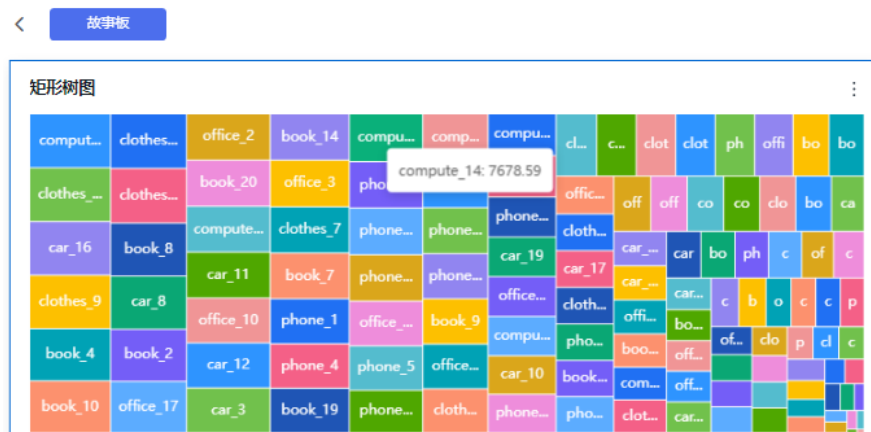 故事板
矩形树图
comput... clothes... office_2 book_14 compu... comp... compu... cl... c... clot clot ph offi bo bo
compute_14: 7678.59
clothes_... clothes... book_20 office_3 offic... off off co co clo bo ca
compute... clothes_7 phone... phone... phone... cloth...
car_16 book_8 car_... car bo ph c of c
car_11 book_7 phone... phone... car_19 car_17
clothes_9 car_8 office... cloth... car_... car... c b o c c p
office_10 phone_1 office_... book_9 offi... bo...
book_4 book_2 compu... pho... boo... off... of... clo p cl c
car_12 phone_4 phone_5 office... car_10 book... com... off...
book_10 office_17 car_3 book_19 phone... cloth... phone... pho... clot... car...